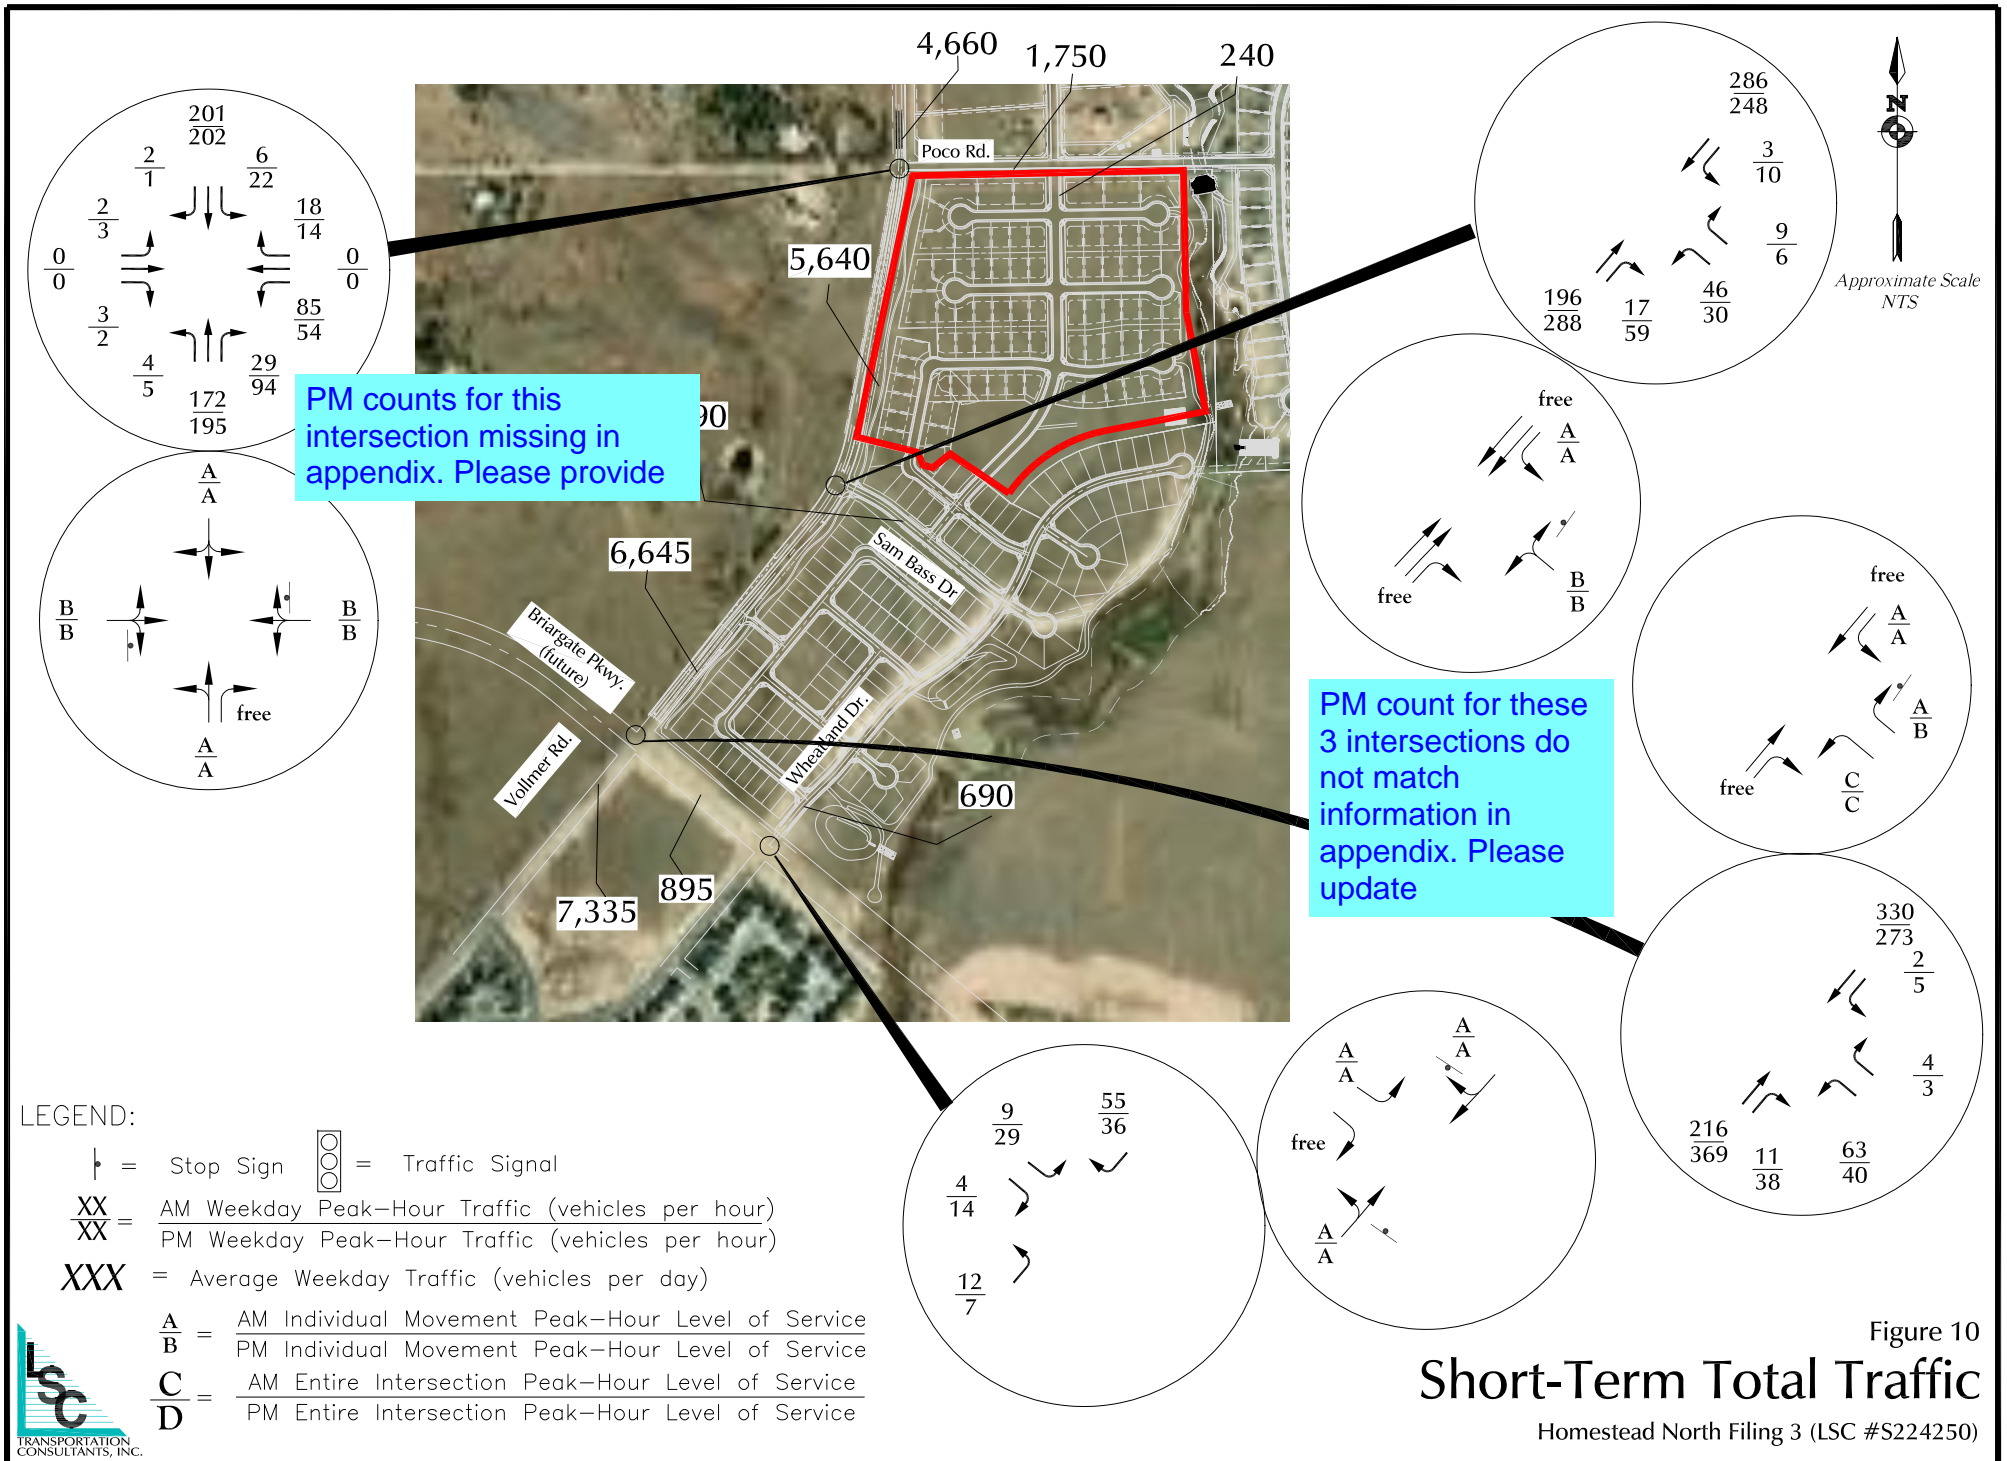 4,660
1,750
240
Poco Rd.
5,640
90
6,645
Sam Bass Dr
Briargate Pkwy.
(future)
Vollmer Rd.
Wheatland Dr.
690
895
7,335
201
202
2
1
6
22
2
3
18
14
0
0
0
0
3
2
85
54
4
5
29
94
172
195
PM counts for this
intersection missing in
appendix. Please provide
A
A
B
B
B
B
free
A
A
286
248
3
10
9
6
46
30
17
59
196
288
N
Approximate Scale
NTS
free
A
A
free
B
B
free
A
A
A
B
free
C
C
PM count for these
3 intersections do
not match
information in
appendix. Please
update
330
273
2
5
4
3
216
369
11
38
63
40
9
29
55
36
4
14
12
7
A
A
A
A
free
A
A
LEGEND:
= Stop Sign = Traffic Signal
XX
XX
= AM Weekday Peak-Hour Traffic (vehicles per hour)
PM Weekday Peak-Hour Traffic (vehicles per hour)
XXX = Average Weekday Traffic (vehicles per day)
A
B
= AM Individual Movement Peak-Hour Level of Service
PM Individual Movement Peak-Hour Level of Service
C
D
= AM Entire Intersection Peak-Hour Level of Service
PM Entire Intersection Peak-Hour Level of Service
LSC
TRANSPORTATION
CONSULTANTS, INC.
Figure 10
Short-Term Total Traffic
Homestead North Filing 3 (LSC #S224250)